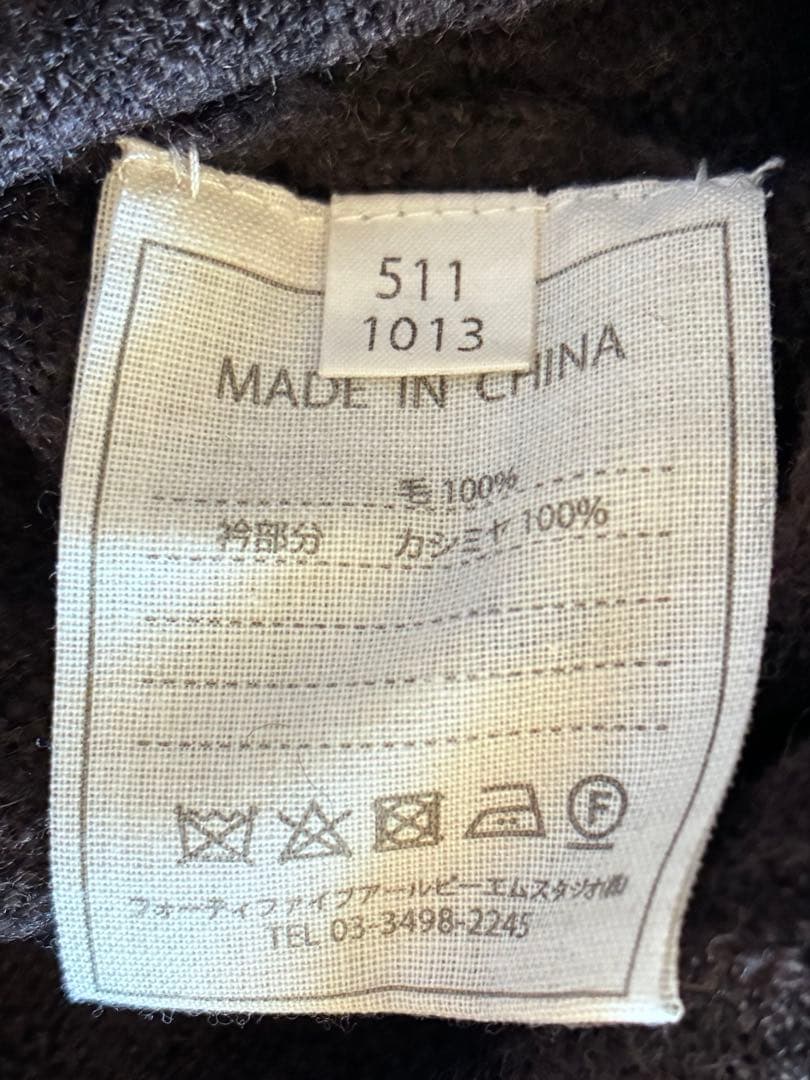 511
1013
MADE IN CHINA
毛 100%
衿部分 カシミヤ 100%
F
フォーティファイブアールピーエムスタジオ㈱
TEL 03-3498-2245